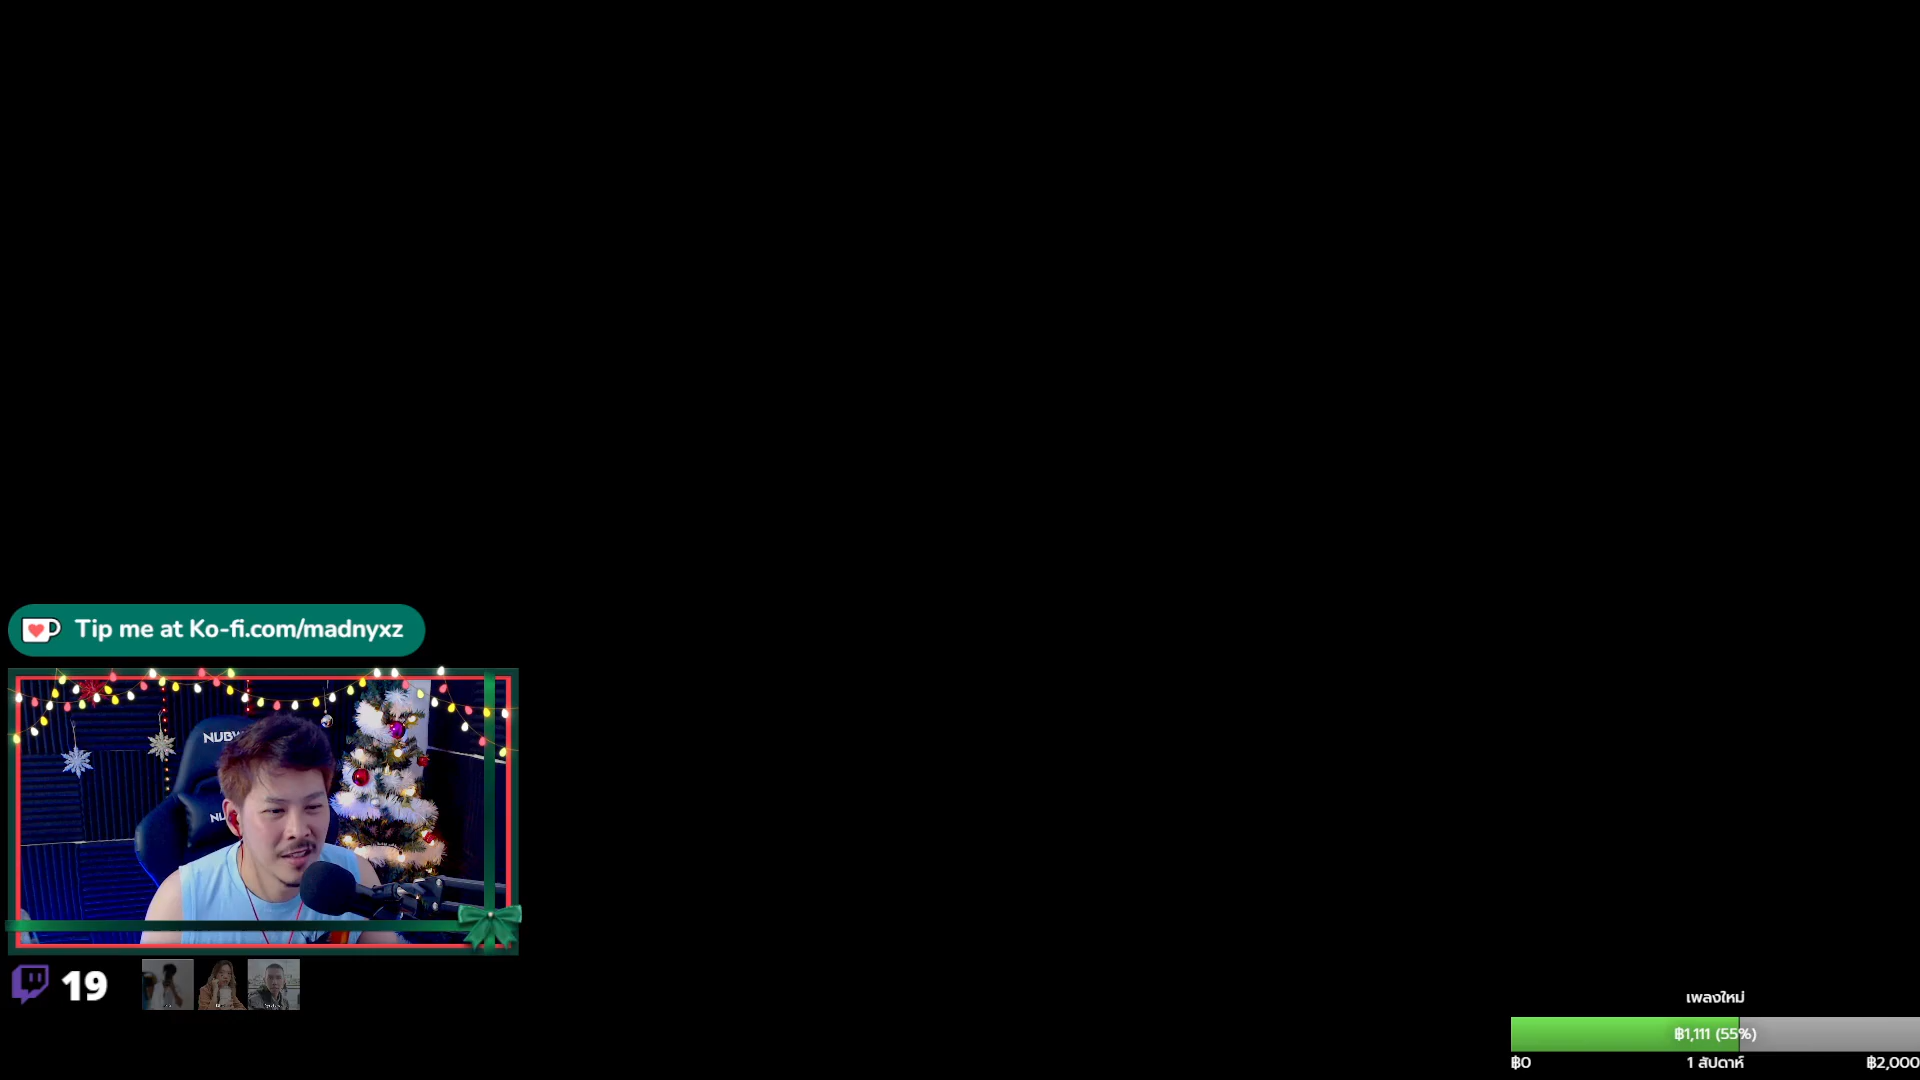 Tip me at Ko-fi.com/madnyxz
19
เพลงใหม่
฿1,111 (55%)
฿0
1 สัปดาห์
฿2,000